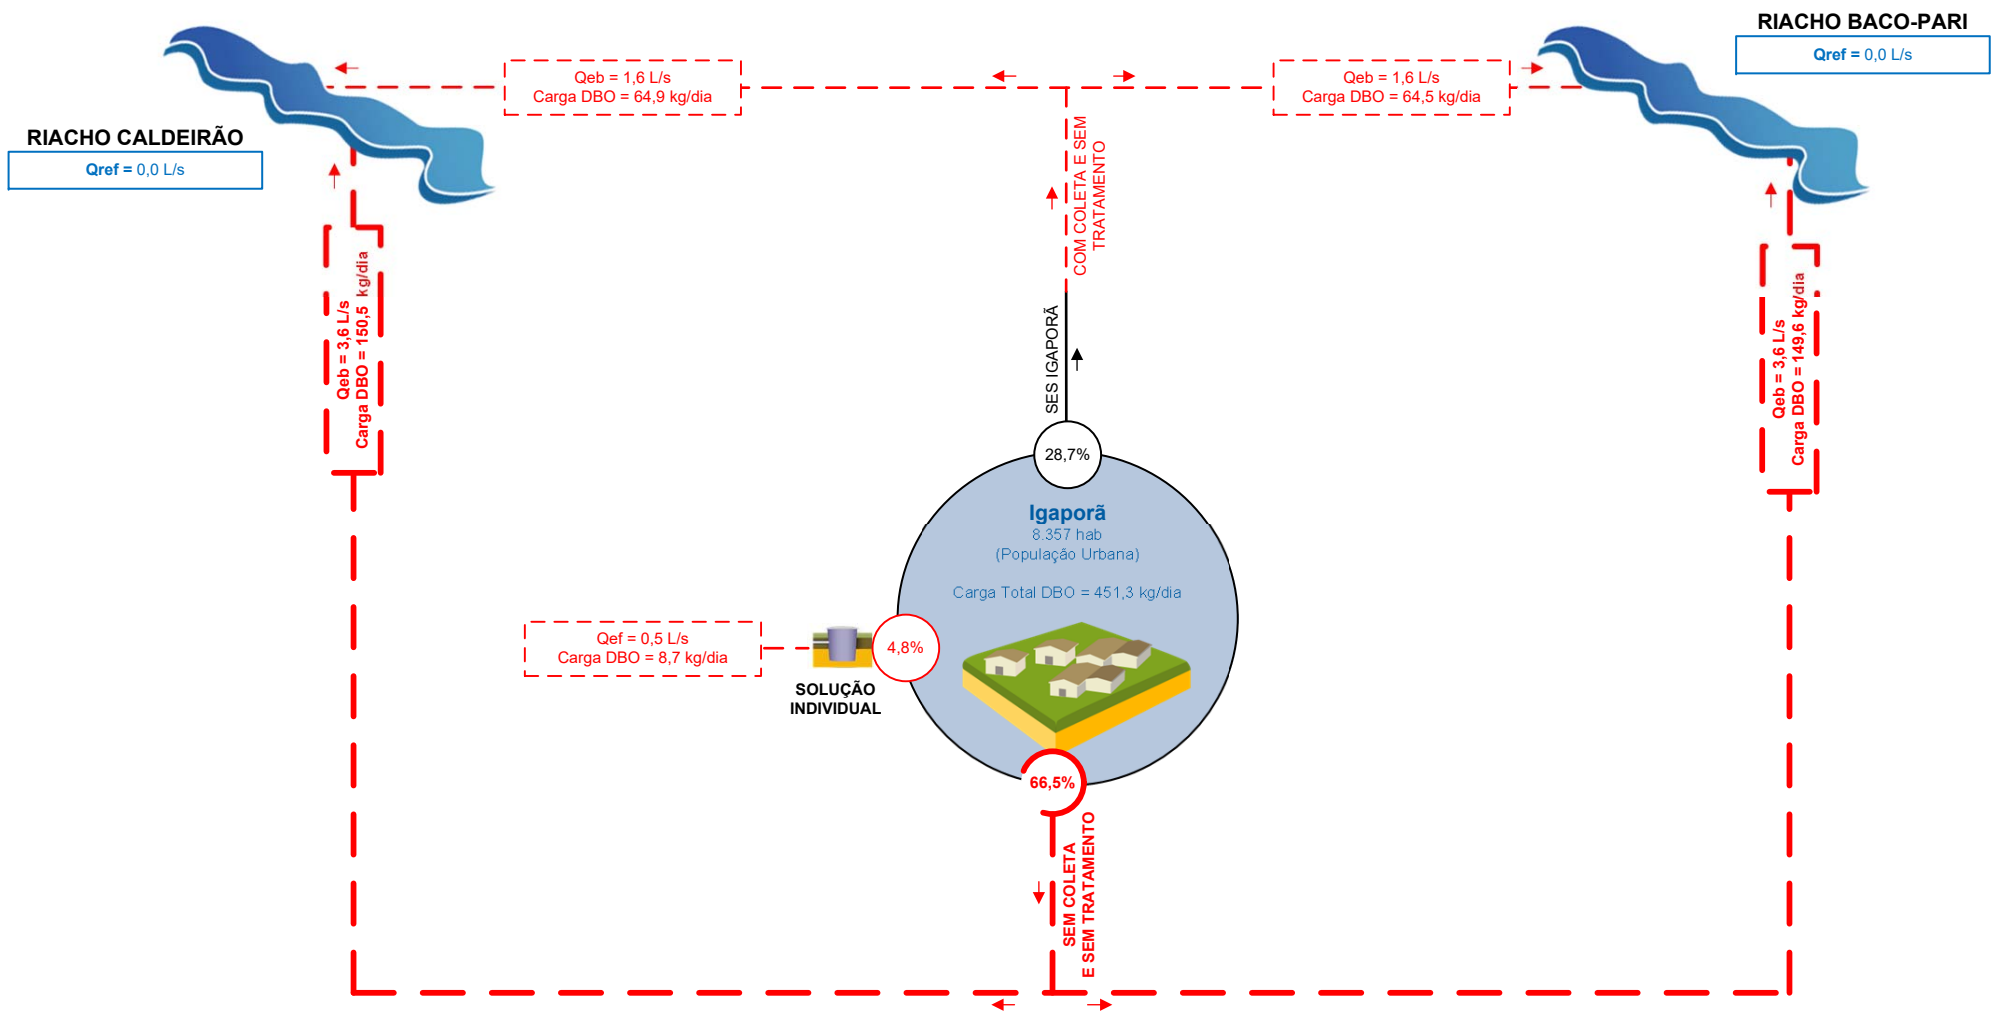 RIACHO BACO-PARI
Qref = 0,0 L/s
Qeb = 1,6 L/s
Carga DBO = 64,9 kg/dia
Qeb = 1,6 L/s
Carga DBO = 64,5 kg/dia
RIACHO CALDEIRÃO
Qref = 0,0 L/s
COM COLETA E SEM
TRATAMENTO
Qeb = 3,6 L/s
Carga DBO = 150,5 kg/dia
Qeb = 3,6 L/s
Carga DBO = 149,6 kg/dia
SES IGAPORÃ
28,7%
Igaporã
8.357 hab
(População Urbana)
Carga Total DBO = 451,3 kg/dia
Qef = 0,5 L/s
Carga DBO = 8,7 kg/dia
4,8%
SOLUÇÃO
INDIVIDUAL
66,5%
SEM COLETA
E SEM TRATAMENTO